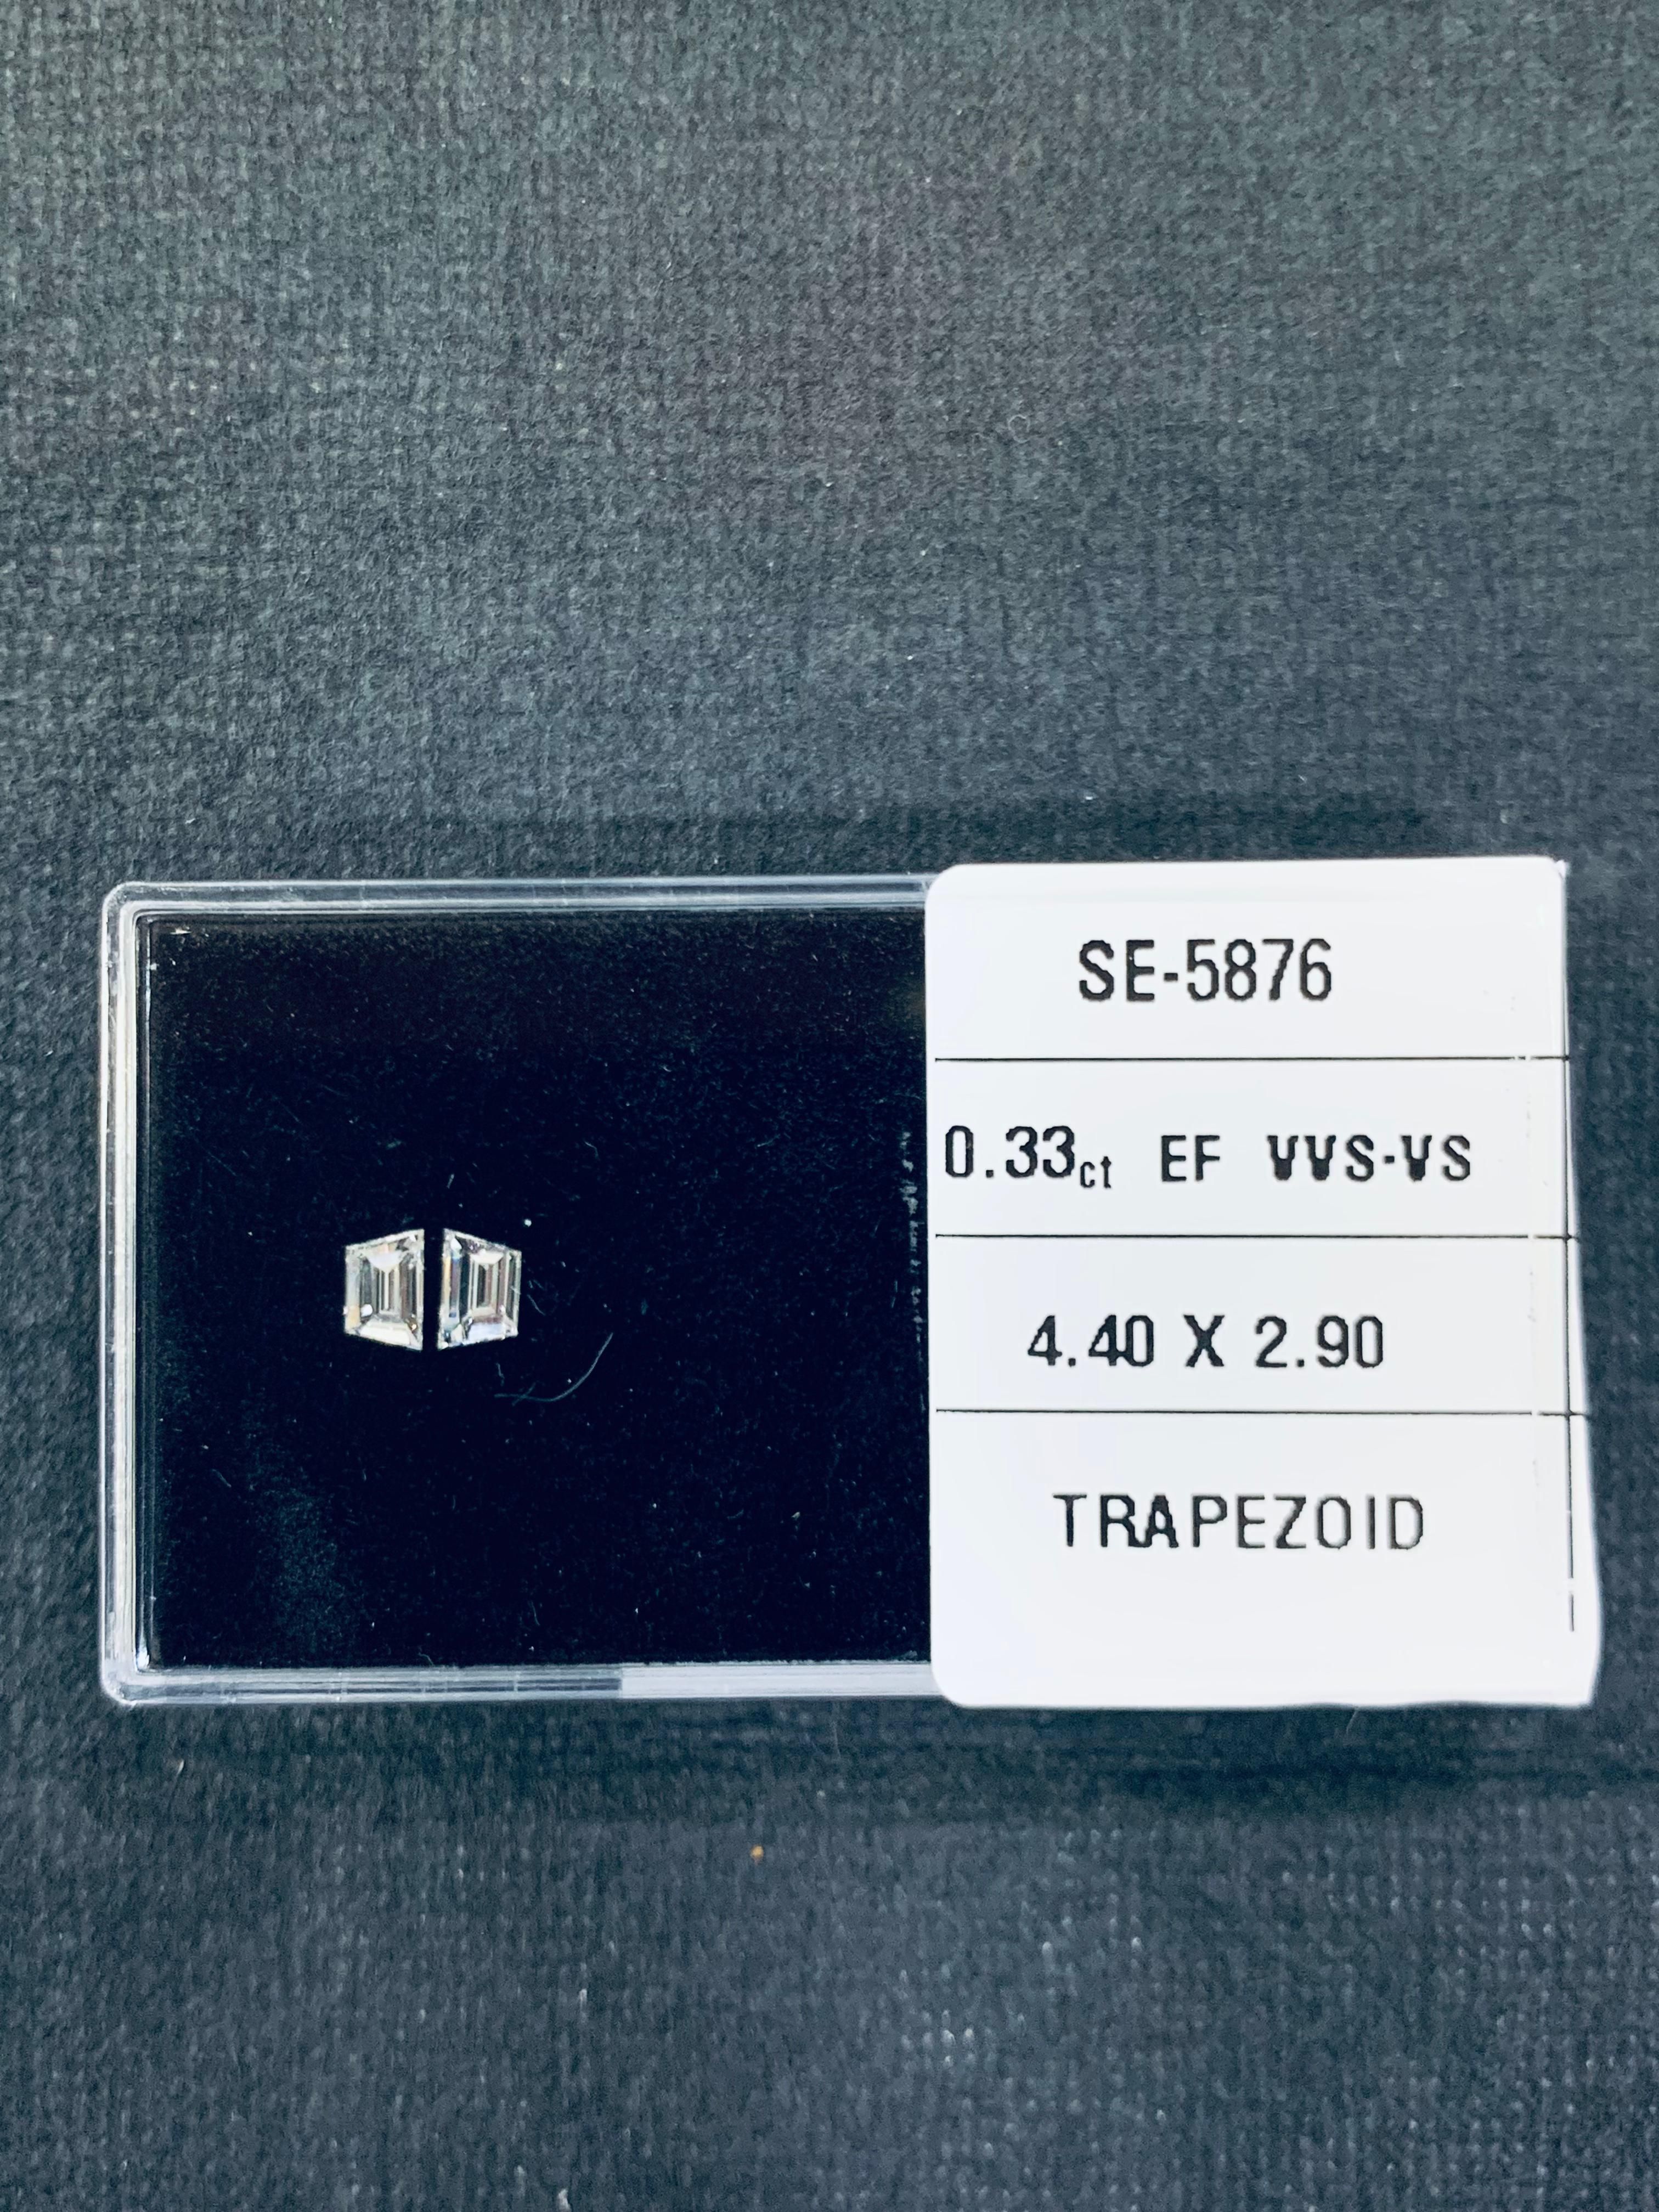 SE-5876
0.33ct EF VVS-VS
4.40 X 2.90
TRAPEZOID